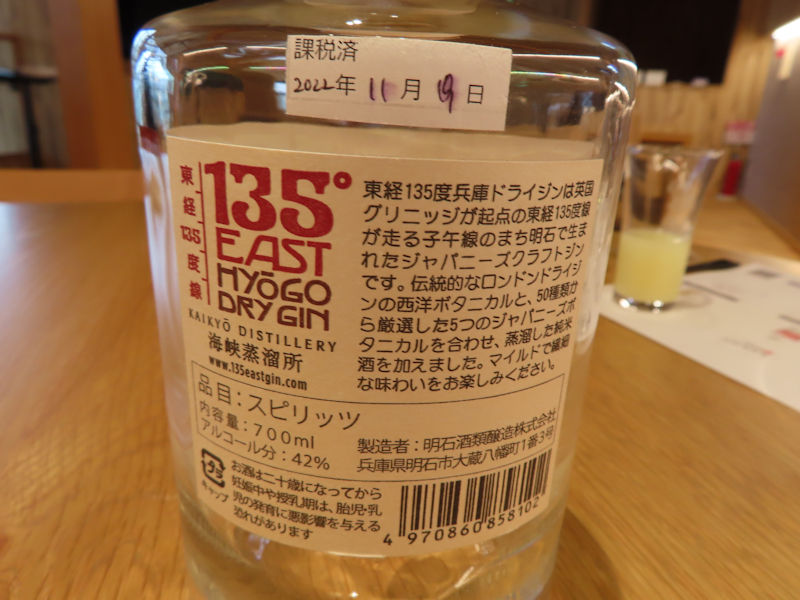 課税済
2022年 11月 19日
東経135度線
135°
EAST
HYŌGO
DRY GIN
KAIKYŌ DISTILLERY
海峡蒸溜所
www.135eastgin.com
東経135度兵庫ドライジンは英国
グリニッジが起点の東経135度線
が走る子午線のまち明石で生ま
れたジャパニーズクラフトジン
です。伝統的なロンドンドライジ
ンの西洋ボタニカルと、50種類か
ら厳選した5つのジャパニーズボ
タニカルを合わせ、蒸溜した純米
酒を加えました。マイルドで繊細
な味わいをお楽しみください。
品目:スピリッツ
内容量:700ml
アルコール分:42%
製造者:明石酒類醸造株式会社
兵庫県明石市大蔵八幡町1番3号
プラ
キャップ
お酒は二十歳になってから
妊娠中や授乳期は、胎児・乳
児の発育に悪影響を与える
恐れがあります
4 970860 858102